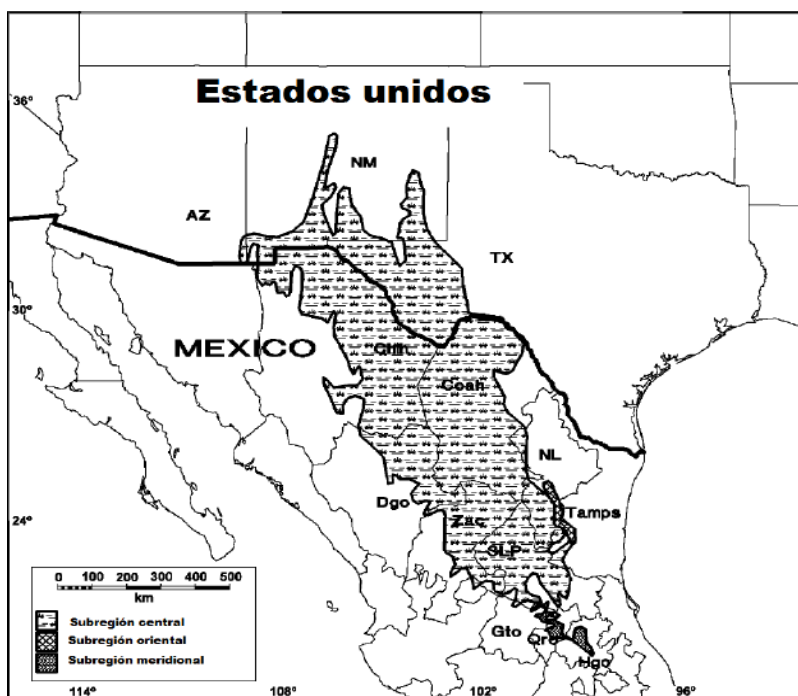 Estados unidos
36°
NM
AZ
TX
30°
MEXICO
Chih
Coah
NL
Dgo
Tamps
24°
Zac
SLP
0 100 200 300 400 500
km
Subregión central
Subregión oriental
Subregión meridional
Gto
Qro
Hgo
114° 108° 102° 96°